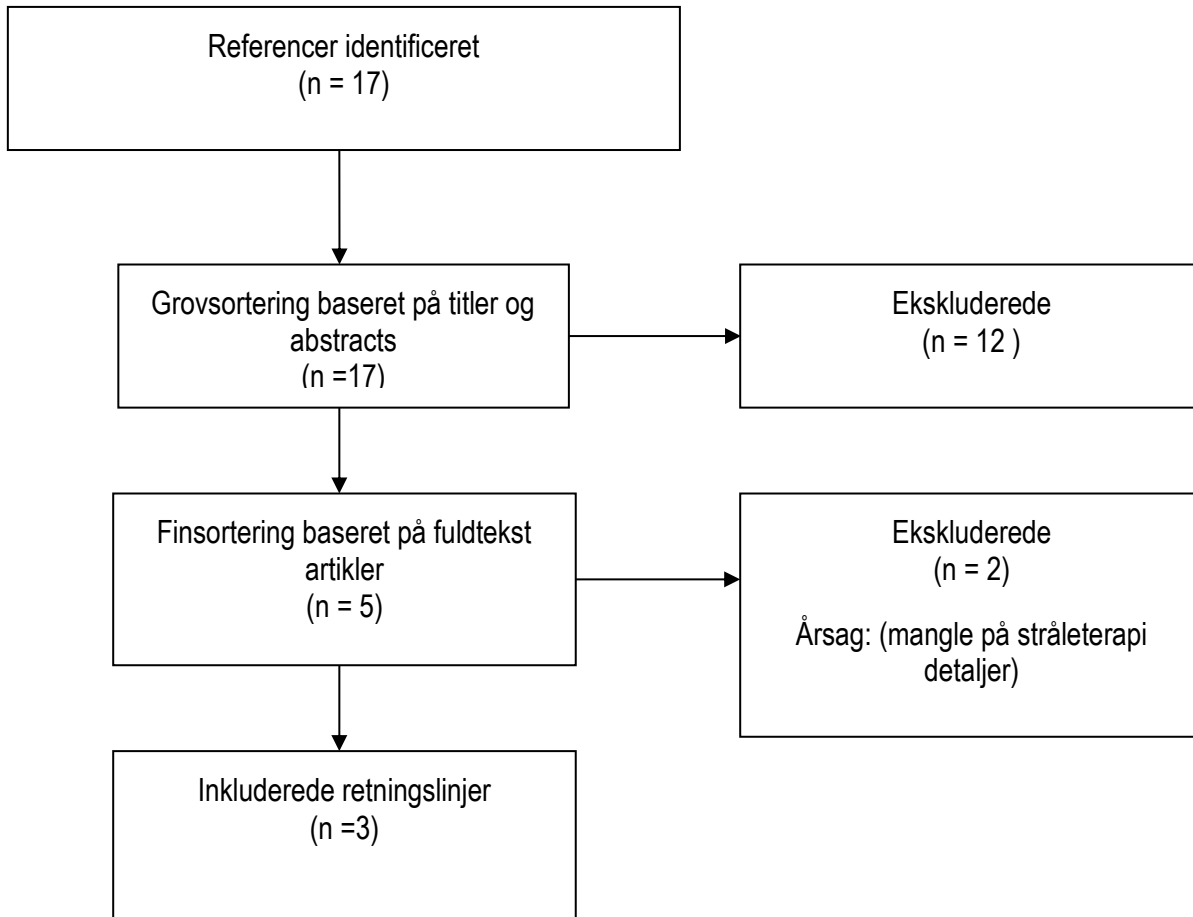 Referencer identificeret
(n = 17)
Grovsortering baseret på titler og
abstracts
(n =17)
Ekskluderede
(n = 12 )
Finsortering baseret på fuldtekst
artikler
(n = 5)
Ekskluderede
(n = 2)
Årsag: (mangle på stråleterapi
detaljer)
Inkluderede retningslinjer
(n =3)